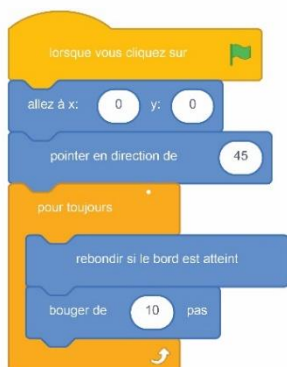 lorsque vous cliquez sur
allez à x: 0 y: 0
pointer en direction de 45
pour toujours
rebondir si le bord est atteint
bouger de 10 pas